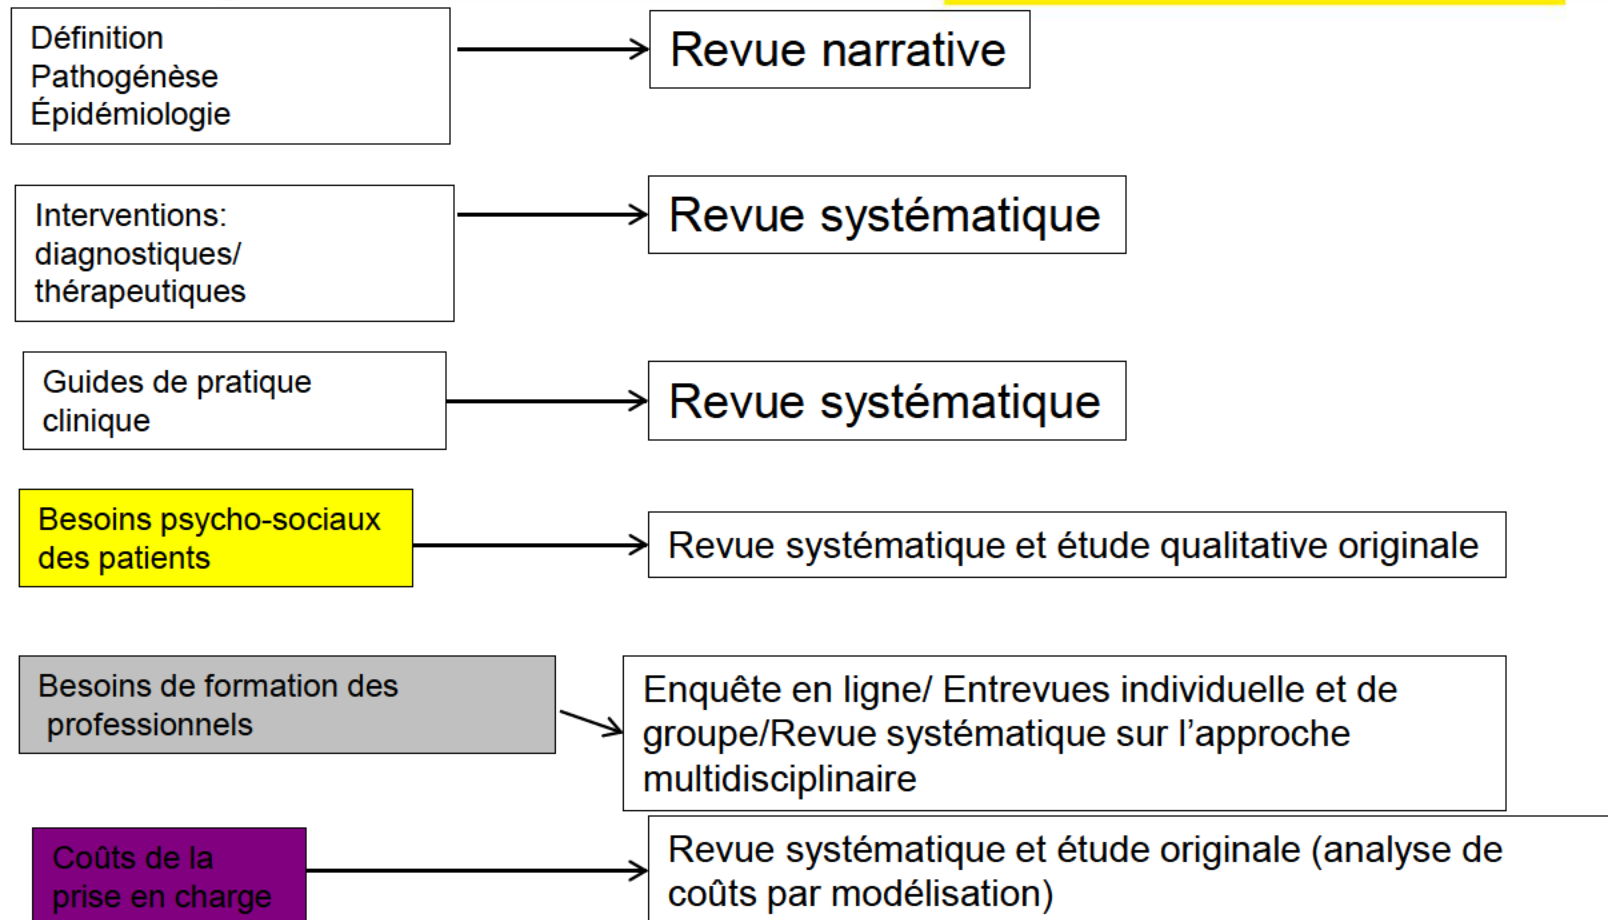 Définition
Pathogénèse
Épidémiologie
Revue narrative
Interventions:
diagnostiques/
thérapeutiques
Revue systématique
Guides de pratique
clinique
Revue systématique
Besoins psycho-sociaux
des patients
Revue systématique et étude qualitative originale
Besoins de formation des
professionnels
Enquête en ligne/ Entrevues individuelle et de
groupe/Revue systématique sur l’approche
multidisciplinaire
Coûts de la
prise en charge
Revue systématique et étude originale (analyse de
coûts par modélisation)